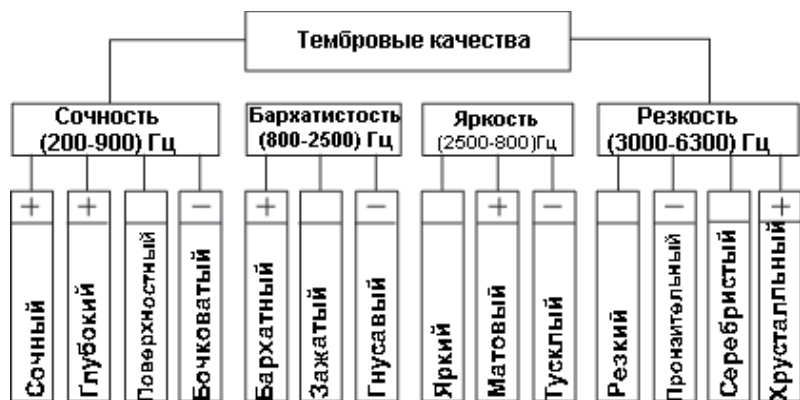 Тембровые качества
Сочность
(200-900) Гц
Бархатистость
(800-2500) Гц
Яркость
(2500-800)Гц
Резкость
(3000-6300) Гц
+
+
−
+
−
+
−
−
+
Сочный
Глубокий
Поверхностный
Бочковатый
Бархатный
Зажатый
Гнусавый
Яркий
Матовый
Тусклый
Резкий
Пронзительный
Серебристый
Хрусталльный